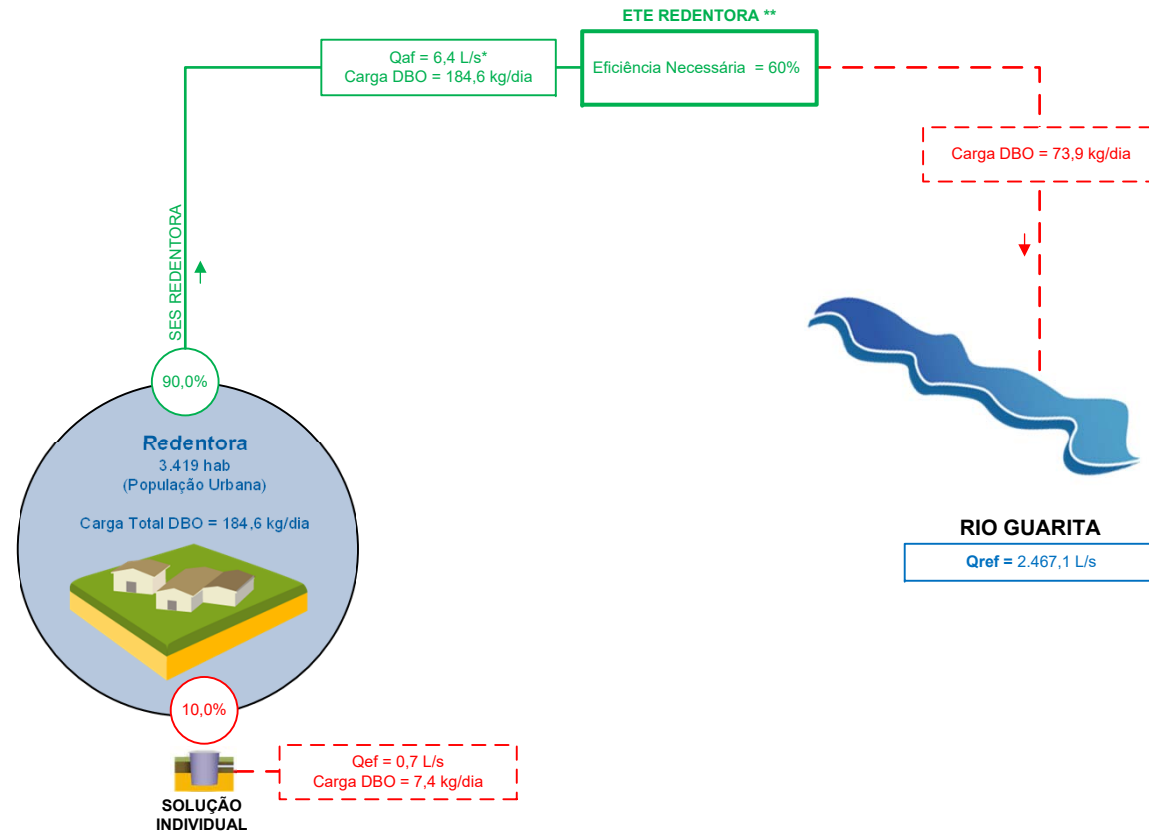 ETE REDENTORA **
Qaf = 6,4 L/s*
Carga DBO = 184,6 kg/dia
Eficiência Necessária = 60%
Carga DBO = 73,9 kg/dia
SES REDENTORA
90,0%
Redentora
3.419 hab
(População Urbana)
Carga Total DBO = 184,6 kg/dia
RIO GUARITA
Qref = 2.467,1 L/s
10,0%
Qef = 0,7 L/s
Carga DBO = 7,4 kg/dia
SOLUÇÃO
INDIVIDUAL